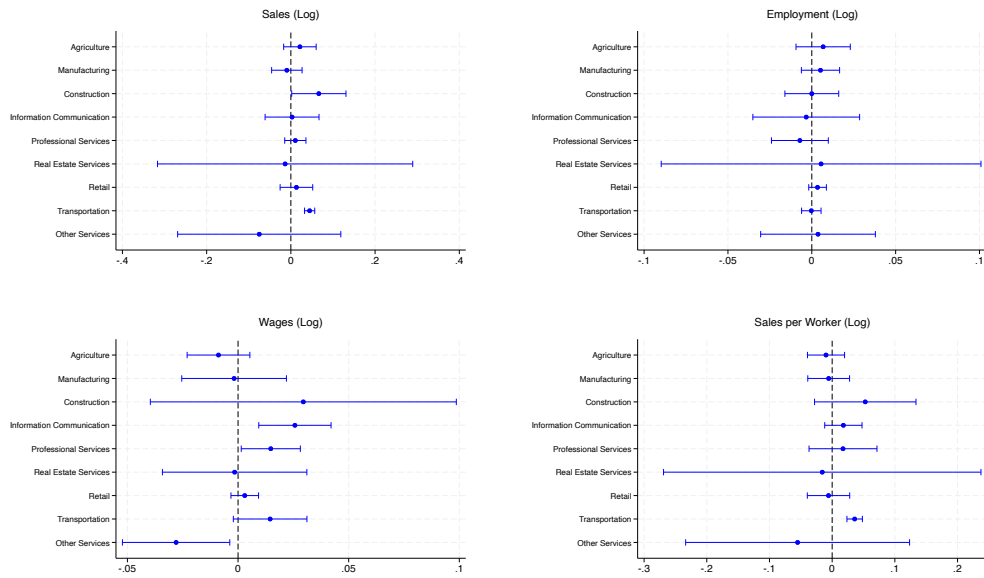 Sales (Log)
Agriculture
Manufacturing
Construction
Information Communication
Professional Services
Real Estate Services
Retail
Transportation
Other Services
-.4 -.2 0 .2 .4
Employment (Log)
Agriculture
Manufacturing
Construction
Information Communication
Professional Services
Real Estate Services
Retail
Transportation
Other Services
-.1 -.05 0 .05 .1
Wages (Log)
Agriculture
Manufacturing
Construction
Information Communication
Professional Services
Real Estate Services
Retail
Transportation
Other Services
-.05 0 .05 .1
Sales per Worker (Log)
Agriculture
Manufacturing
Construction
Information Communication
Professional Services
Real Estate Services
Retail
Transportation
Other Services
-.3 -.2 -.1 0 .1 .2